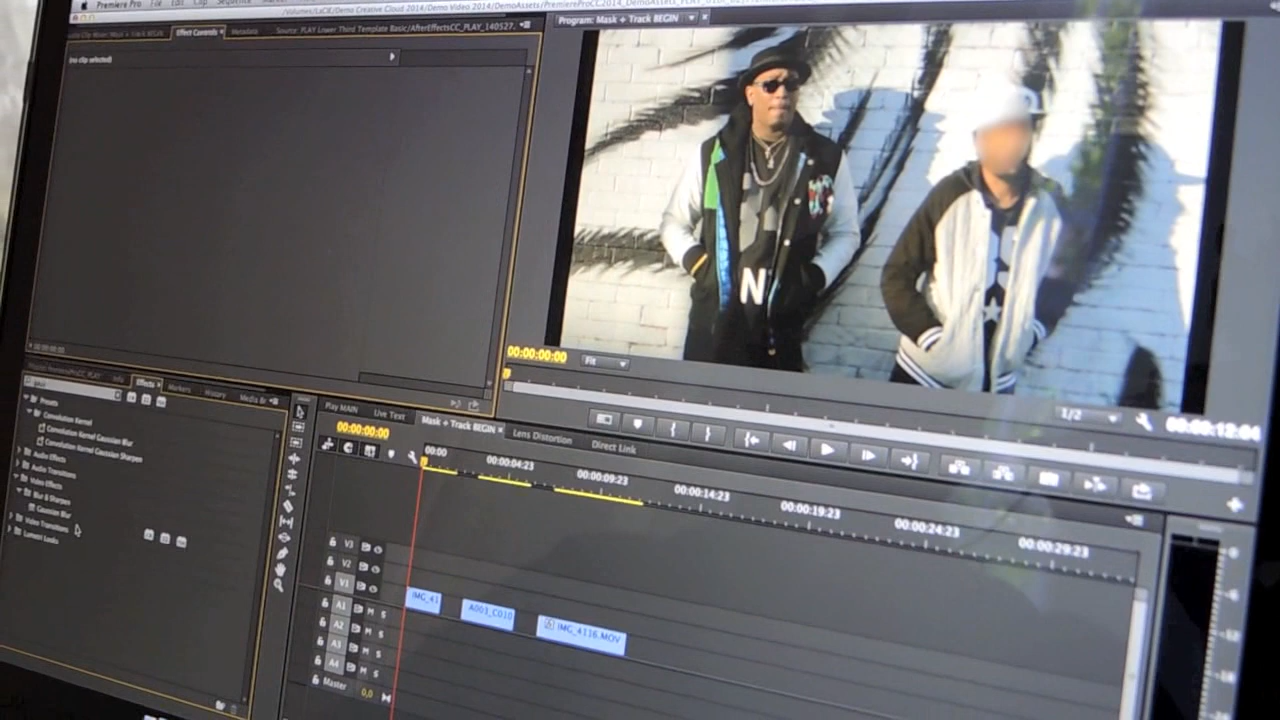 Premiere Pro File Edit Clip Sequence
/Volumes/LaCie/Demo Creative Cloud 2014/Demo Video 2014/DemoAssets/PremiereProCC2014
Effect Controls
Metadata
Source: PLAY Lower Third Template Basic/AfterEffectsCC_PLAY_140527.
Program: Mask + Track BEGIN
(no clip selected)
N
00:00:00:00
Fit
1/2
00:00:12:04
Info
Effects
Markers
History
Media Br
Presets
Convolution Kernel
Convolution Kernel Gaussian Blur
Convolution Kernel Gaussian Sharpen
Audio Effects
Audio Transitions
Video Effects
Blur & Sharpen
Gaussian Blur
Video Transitions
Lumetri Looks
Play MAIN
Live Text
Mask + Track BEGIN
Lens Distortion
Direct Link
00:00:00:00
00:00
00:00:04:23
00:00:09:23
00:00:14:23
00:00:19:23
00:00:24:23
00:00:29:23
V3
V2
V1
A1 M S
A2 M S
A3 M S
A4 M S
Master 0,0
IMG_41
A003_C010
IMG_4116.MOV